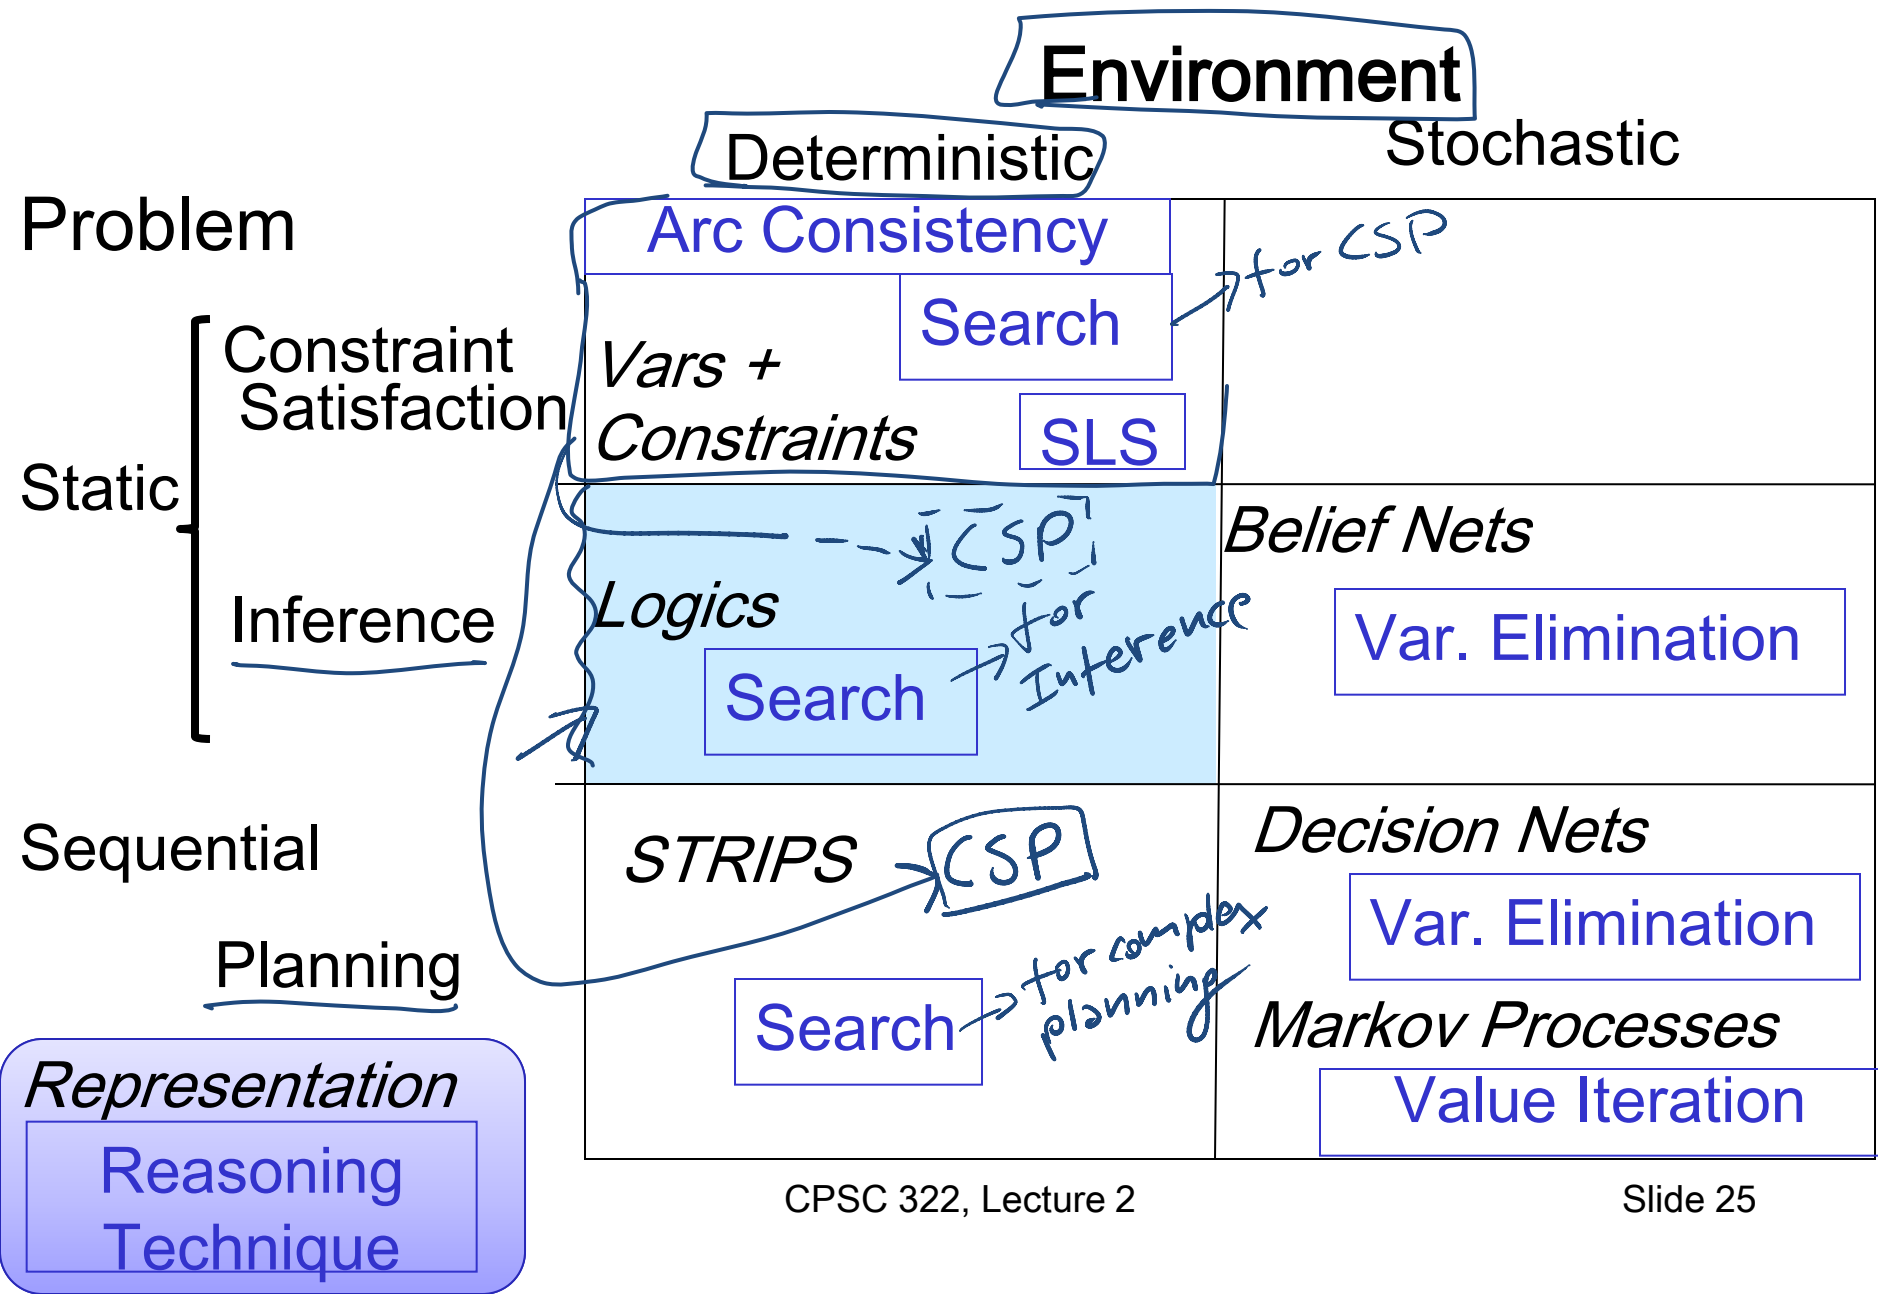 Environment
Deterministic
Stochastic
Problem
Arc Consistency
for CSP
Search
Constraint
Satisfaction
Vars +
Constraints
SLS
Static
CSP
Belief Nets
Logics
for
Inference
Inference
Search
Var. Elimination
Sequential
STRIPS
CSP
Decision Nets
Var. Elimination
Planning
for complex
planning
Search
Markov Processes
Value Iteration
Representation
Reasoning
Technique
CPSC 322, Lecture 2
Slide 25